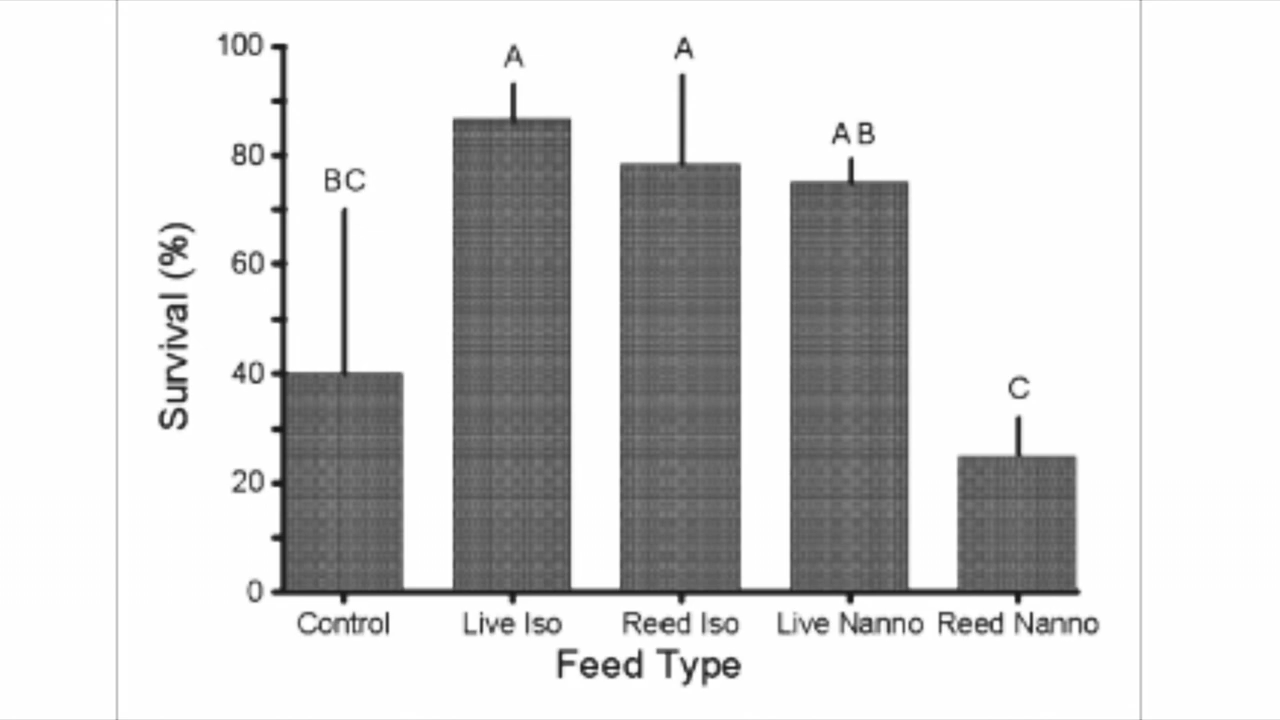 100
80
60
40
20
0
Survival (%)
BC
A
A
AB
C
Control Live Iso Reed Iso Live Nanno Reed Nanno
Feed Type